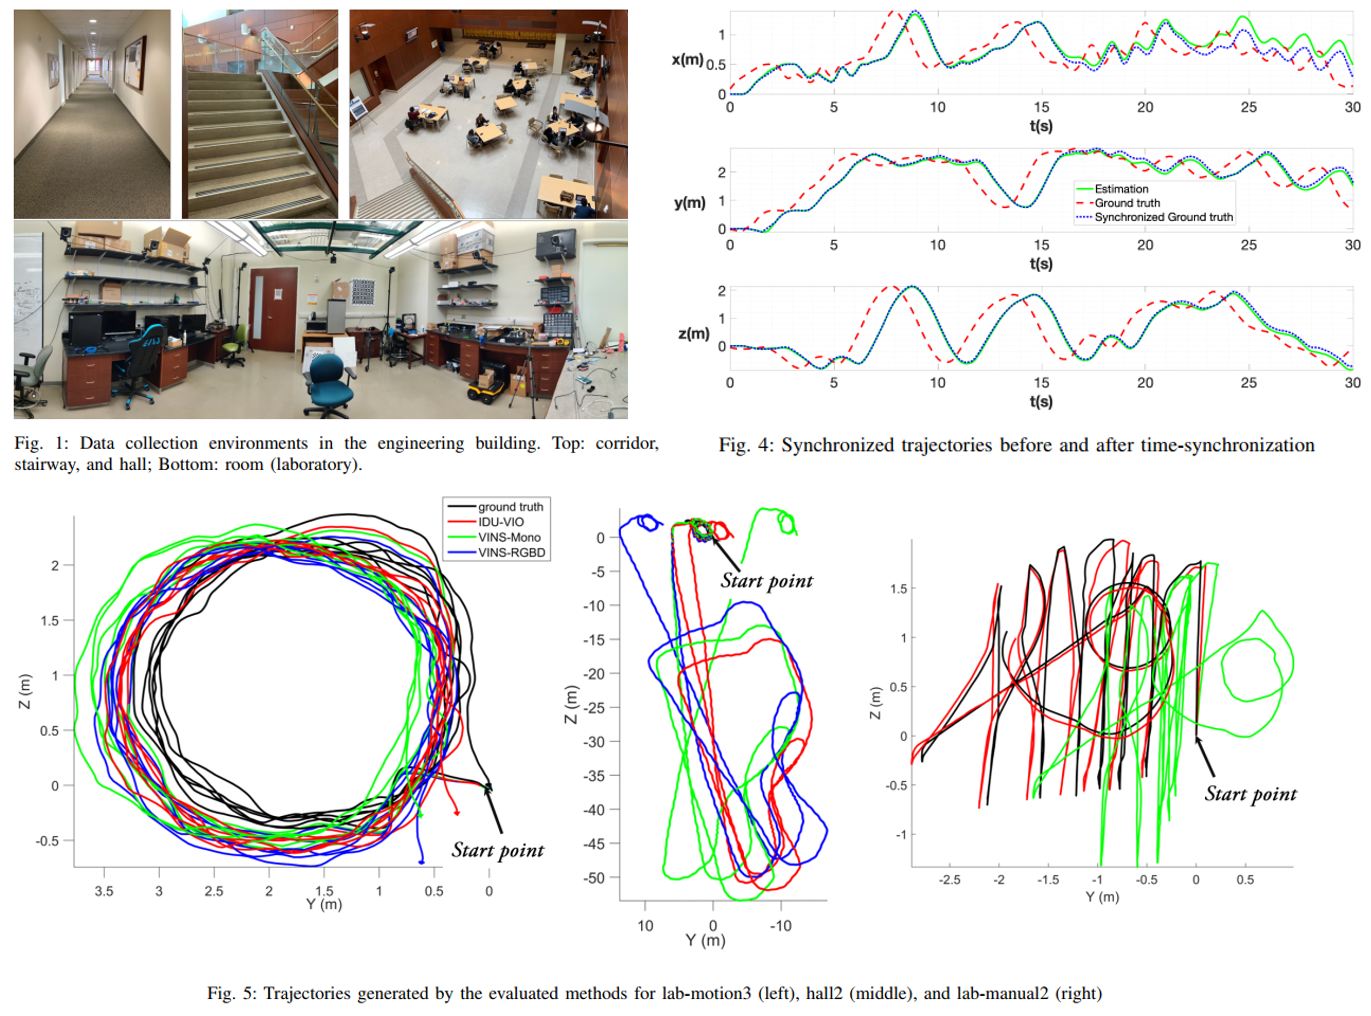 1
0.5
0
x(m)
0 5 10 15 20 25 30
t(s)
2
1
0
y(m)
Estimation
Ground truth
Synchronized Ground truth
0 5 10 15 20 25 30
t(s)
2
1
0
z(m)
0 5 10 15 20 25 30
t(s)
Fig. 1: Data collection environments in the engineering building. Top: corridor,
stairway, and hall; Bottom: room (laboratory).
Fig. 4: Synchronized trajectories before and after time-synchronization
ground truth
IDU-VIO
VINS-Mono
VINS-RGBD
2
1.5
1
0.5
0
-0.5
Z (m)
Start point
3.5 3 2.5 2 1.5 1 0.5 0
Y (m)
0
-5
-10
-15
-20
-25
-30
-35
-40
-45
-50
Z (m)
Start point
10 0 -10
Y (m)
1.5
1
0.5
0
-0.5
-1
Z (m)
Start point
-2.5 -2 -1.5 -1 -0.5 0 0.5
Y (m)
Fig. 5: Trajectories generated by the evaluated methods for lab-motion3 (left), hall2 (middle), and lab-manual2 (right)